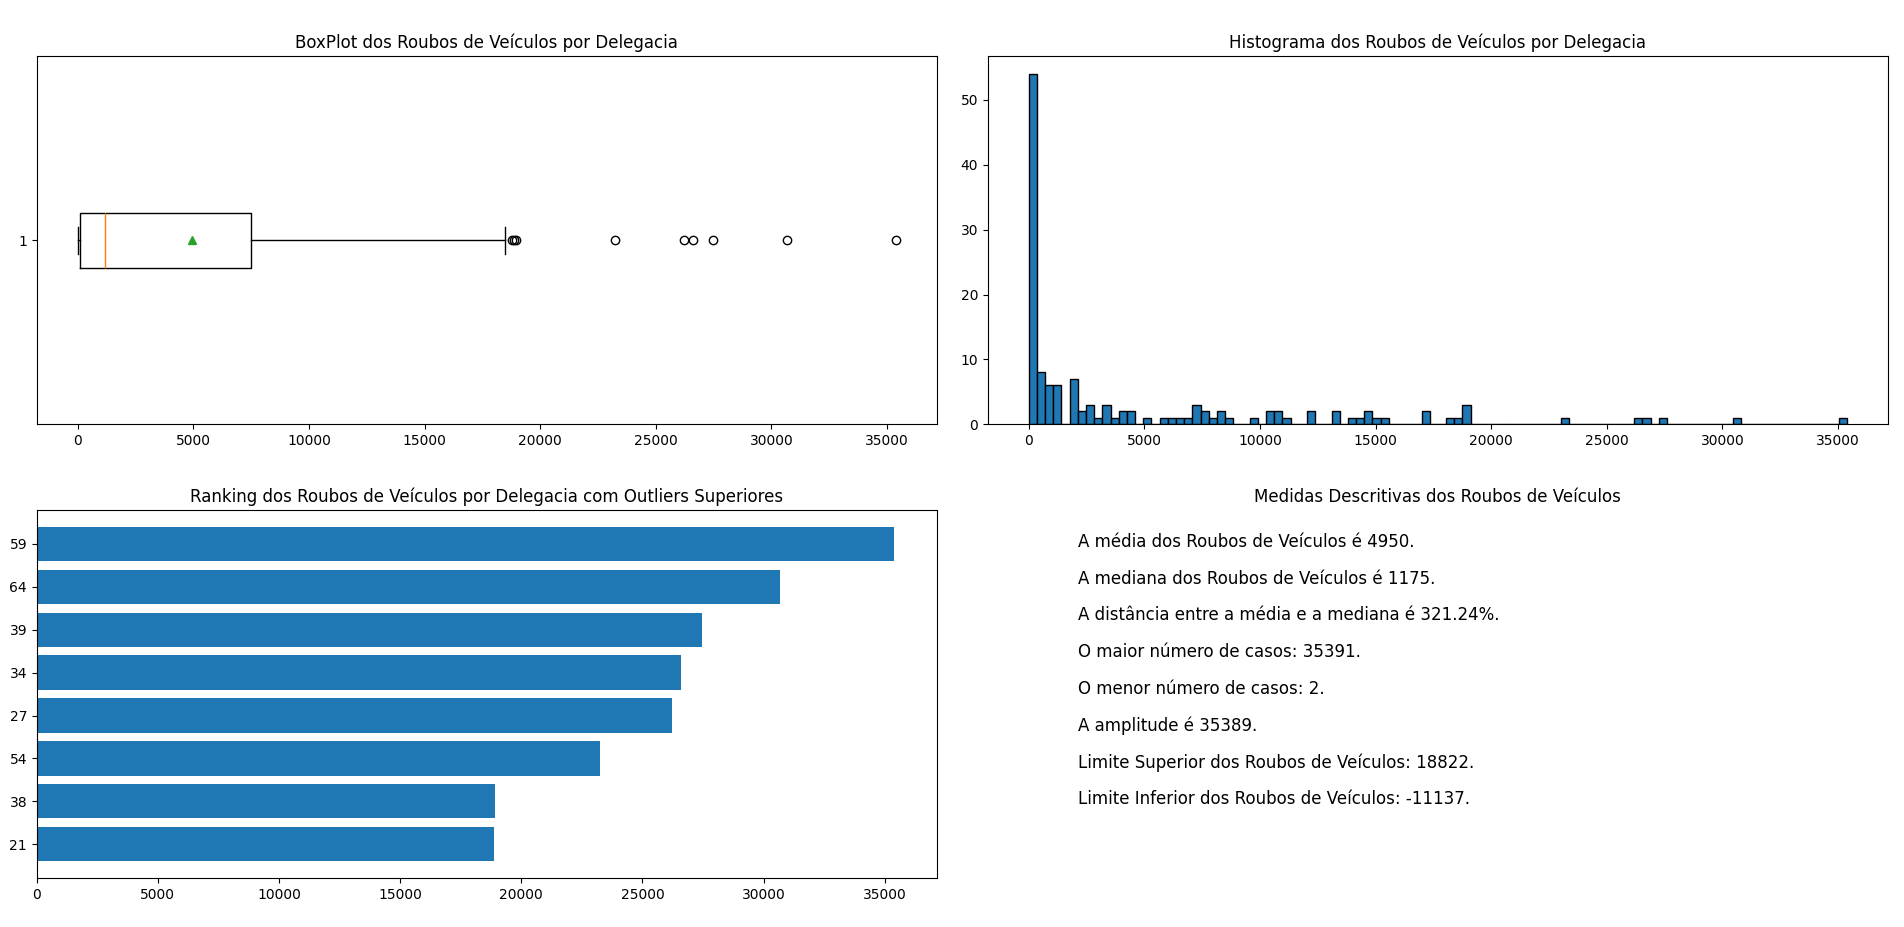 BoxPlot dos Roubos de Veículos por Delegacia
1
0 5000 10000 15000 20000 25000 30000 35000
Histograma dos Roubos de Veículos por Delegacia
50
40
30
20
10
0
0 5000 10000 15000 20000 25000 30000 35000
Ranking dos Roubos de Veículos por Delegacia com Outliers Superiores
59
64
39
34
27
54
38
21
0 5000 10000 15000 20000 25000 30000 35000
Medidas Descritivas dos Roubos de Veículos
A média dos Roubos de Veículos é 4950.
A mediana dos Roubos de Veículos é 1175.
A distância entre a média e a mediana é 321.24%.
O maior número de casos: 35391.
O menor número de casos: 2.
A amplitude é 35389.
Limite Superior dos Roubos de Veículos: 18822.
Limite Inferior dos Roubos de Veículos: -11137.